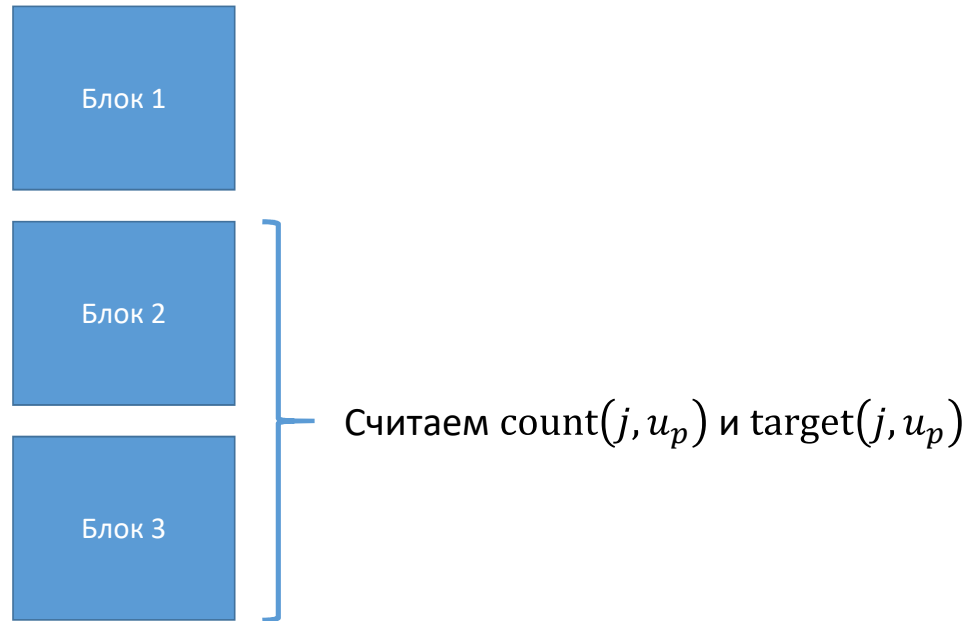 Блок 1
Блок 2
Считаем count(j, u_p) и target(j, u_p)
Блок 3